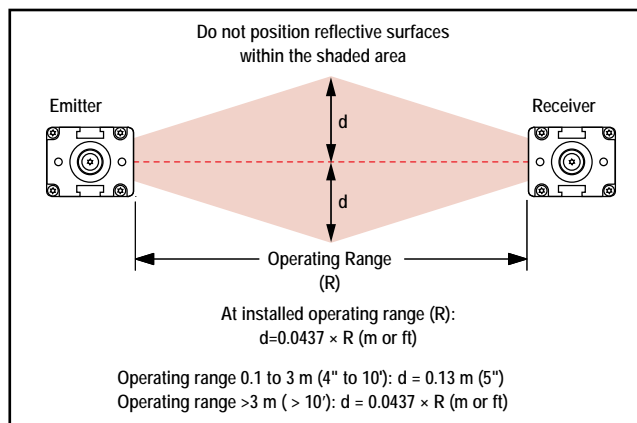 Do not position reflective surfaces
within the shaded area
Emitter
Receiver
d
d
Operating Range
(R)
At installed operating range (R):
d=0.0437 × R (m or ft)
Operating range 0.1 to 3 m (4" to 10'): d = 0.13 m (5")
Operating range >3 m ( > 10'): d = 0.0437 × R (m or ft)